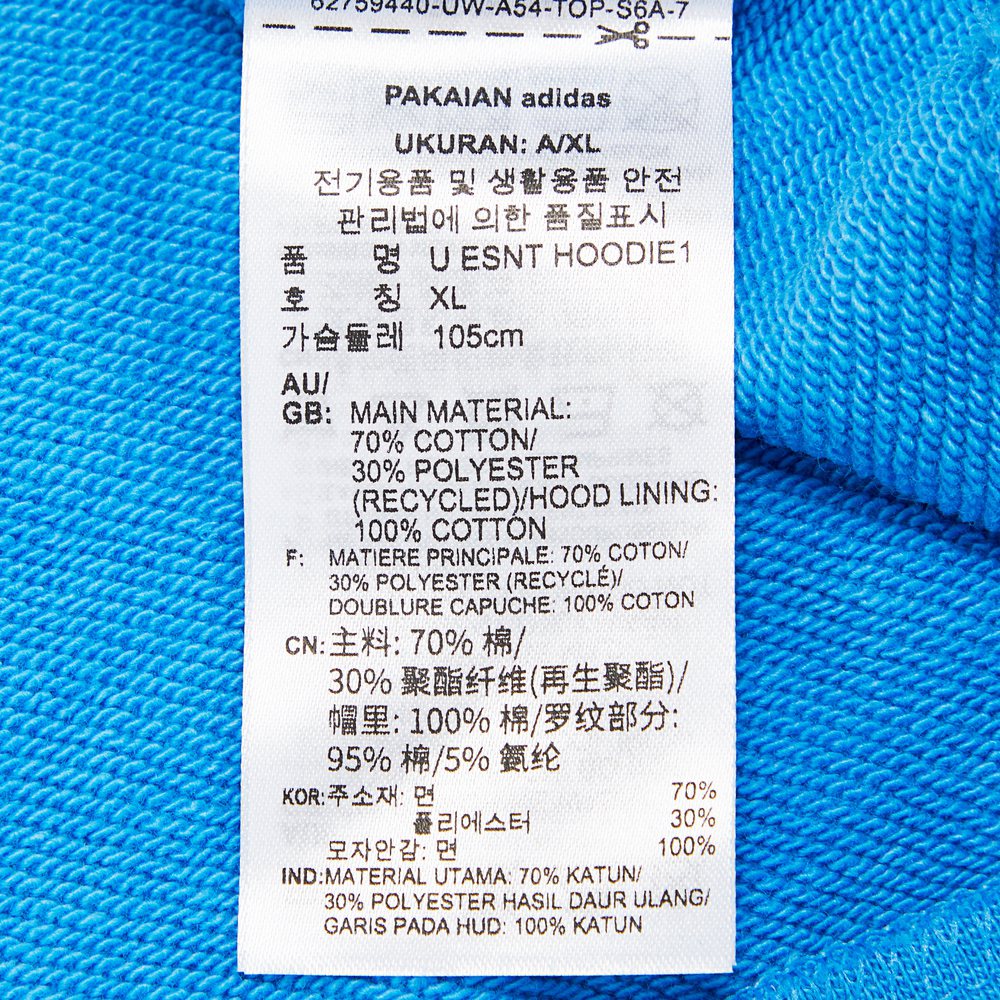 62759440-UW-A54-TOP-S6A-7
PAKAIAN adidas
UKURAN: A/XL
전기용품 및 생활용품 안전
관리법에 의한 품질표시
품 명 U ESNT HOODIE1
호 칭 XL
가슴둘레 105cm
AU/
GB: MAIN MATERIAL:
70% COTTON/
30% POLYESTER
(RECYCLED)/HOOD LINING:
100% COTTON
F: MATIERE PRINCIPALE: 70% COTON/
30% POLYESTER (RECYCLÉ)/
DOUBLURE CAPUCHE: 100% COTON
CN: 主料: 70% 棉/
30% 聚酯纤维(再生聚酯)/
帽里: 100% 棉/罗纹部分:
95% 棉/5% 氨纶
KOR: 주소재: 면 70%
폴리에스터 30%
모자안감: 면 100%
IND: MATERIAL UTAMA: 70% KATUN/
30% POLYESTER HASIL DAUR ULANG/
GARIS PADA HUD: 100% KATUN